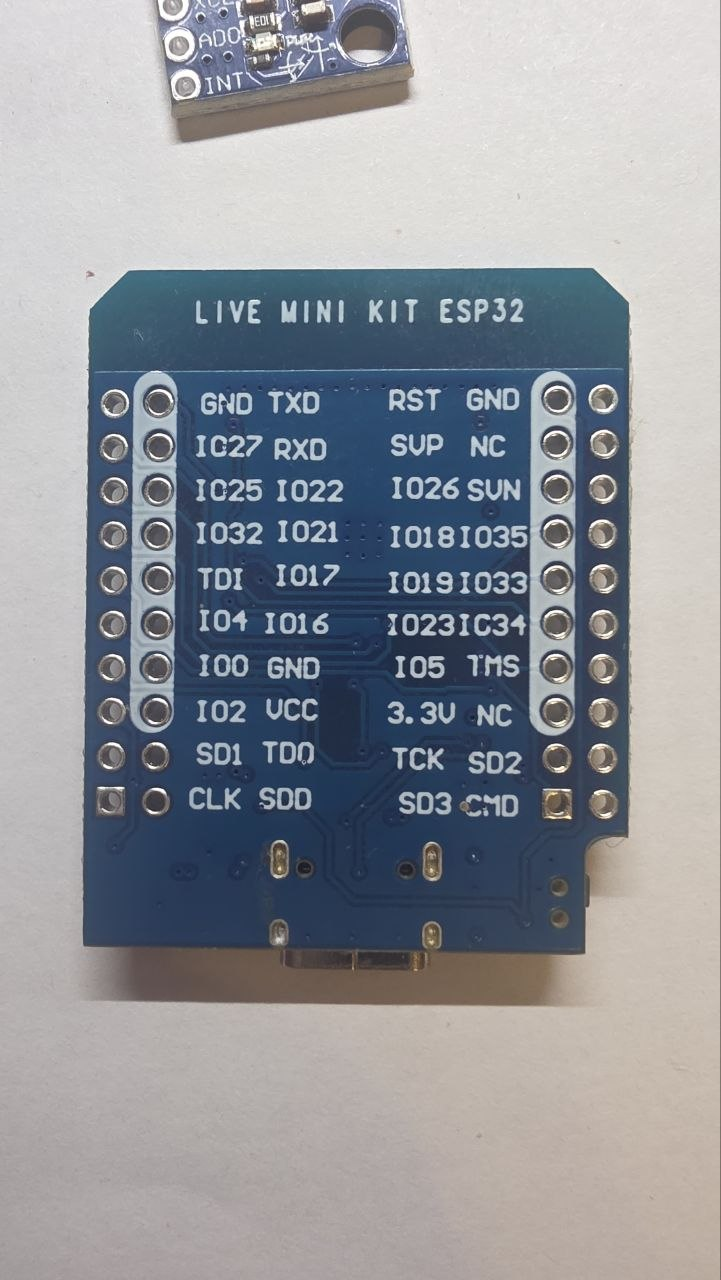 XCL
ADO
INT
LIVE MINI KIT ESP32
GND TXD RST GND
IO27 RXD SVP NC
IO25 IO22 IO26 SVN
IO32 IO21 IO18 IO35
TDI IO17 IO19 IO33
IO4 IO16 IO23 IO34
IO0 GND IO5 TMS
IO2 VCC 3.3V NC
SD1 TDO TCK SD2
CLK SDD SD3 CMD